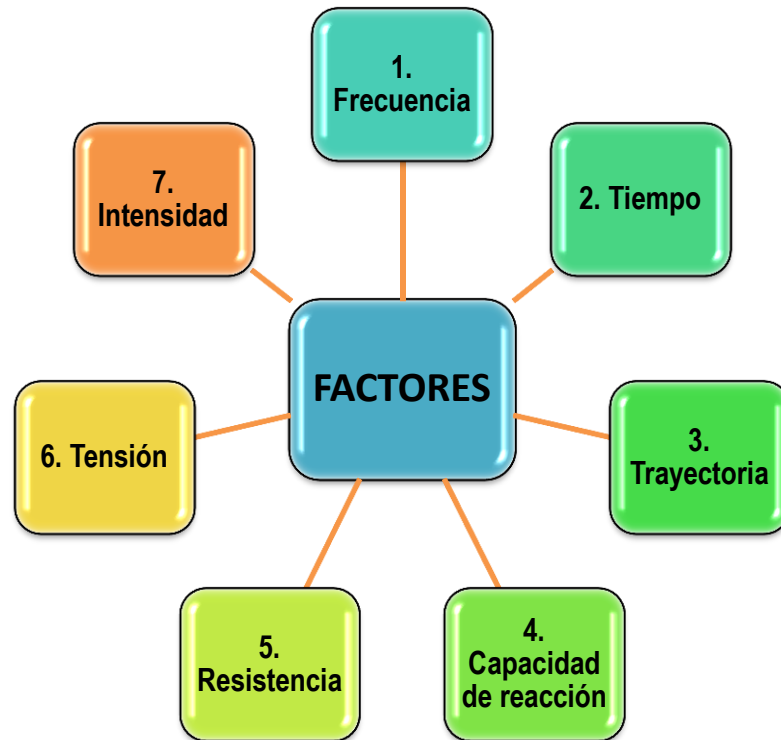 1.
Frecuencia
2. Tiempo
3.
Trayectoria
4.
Capacidad
de reacción
5.
Resistencia
6. Tensión
7.
Intensidad
FACTORES